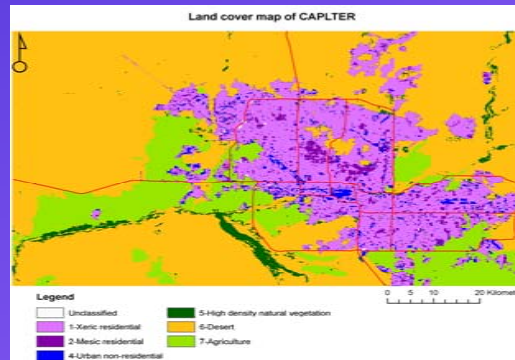 Land cover map of CAPLTER
Legend
Unclassified
1-Xeric residential
2-Mesic residential
4-Urban non-residential
5-High density natural vegetation
6-Desert
7-Agriculture
0 5 10 20 Kilomet